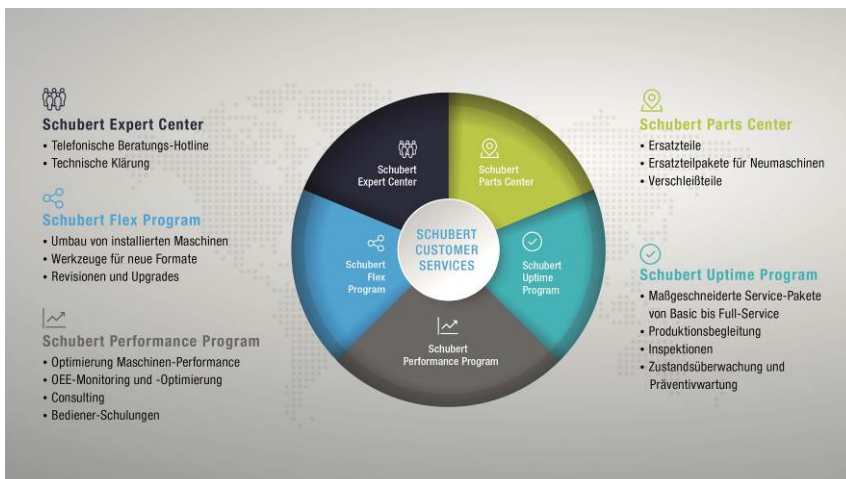 Schubert Expert Center
• Telefonische Beratungs-Hotline
• Technische Klärung
Schubert Flex Program
• Umbau von installierten Maschinen
• Werkzeuge für neue Formate
• Revisionen und Upgrades
Schubert Performance Program
• Optimierung Maschinen-Performance
• OEE-Monitoring und -Optimierung
• Consulting
• Bediener-Schulungen
Schubert
Expert Center
Schubert
Parts Center
Schubert
Flex
Program
SCHUBERT
CUSTOMER
SERVICES
Schubert
Uptime
Program
Schubert
Performance Program
Schubert Parts Center
• Ersatzteile
• Ersatzteilpakete für Neumaschinen
• Verschleißteile
Schubert Uptime Program
• Maßgeschneiderte Service-Pakete
von Basic bis Full-Service
• Produktionsbegleitung
• Inspektionen
• Zustandsüberwachung und
Präventivwartung